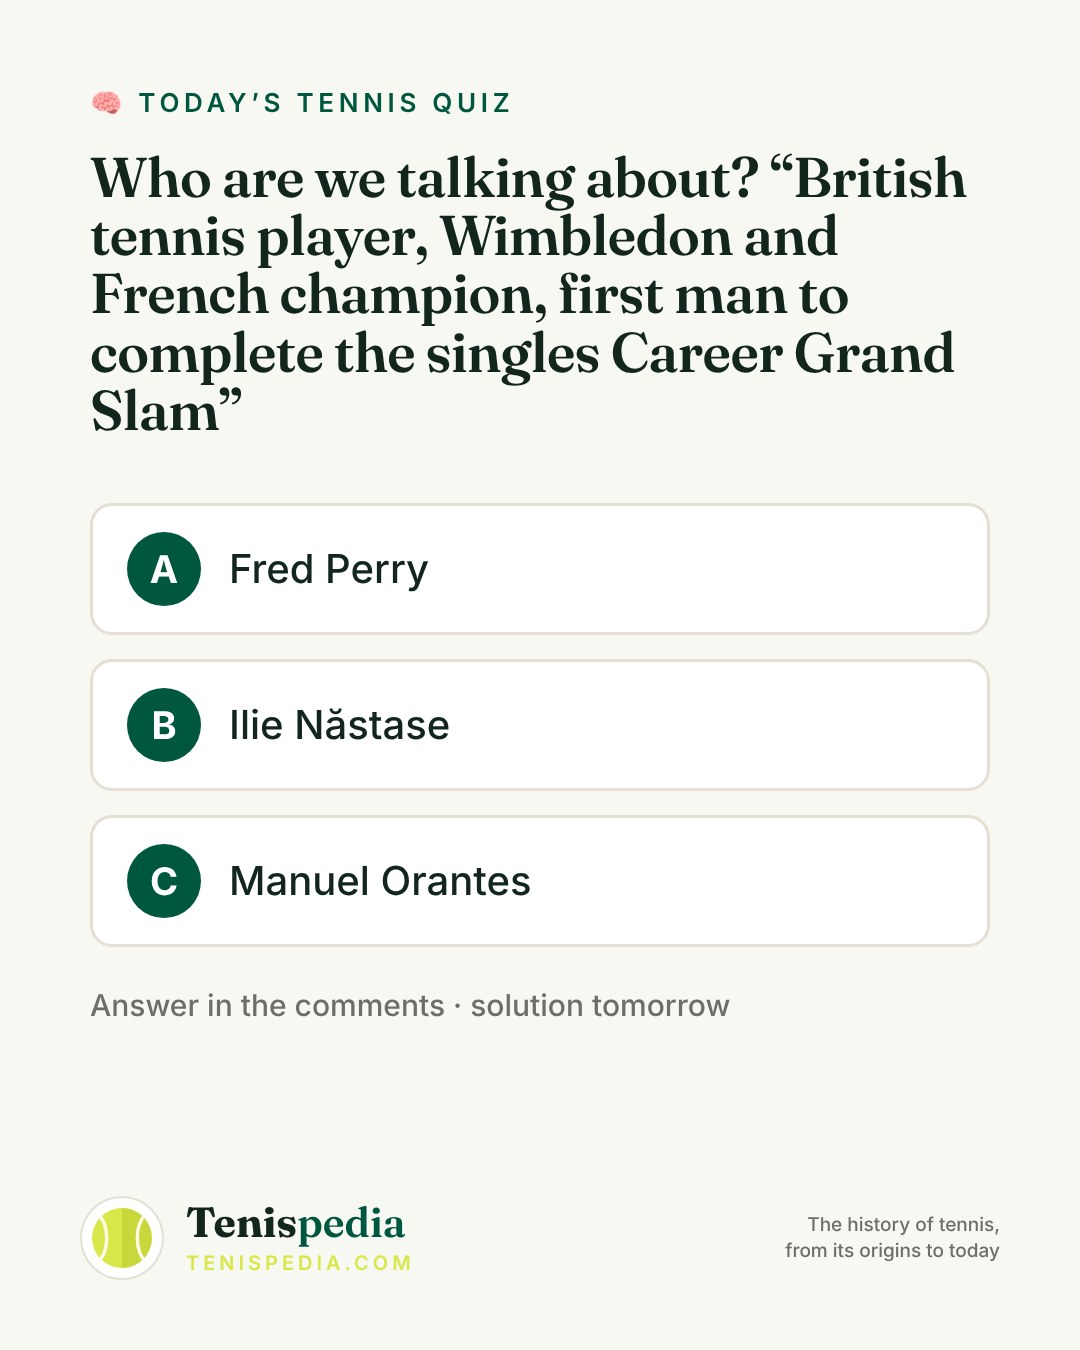 🧠 TODAY’S TENNIS QUIZ
Who are we talking about? “British
tennis player, Wimbledon and
French champion, first man to
complete the singles Career Grand
Slam”
A Fred Perry
B Ilie Năstase
C Manuel Orantes
Answer in the comments · solution tomorrow
Tenispedia
TENISPEDIA.COM
The history of tennis,
from its origins to today